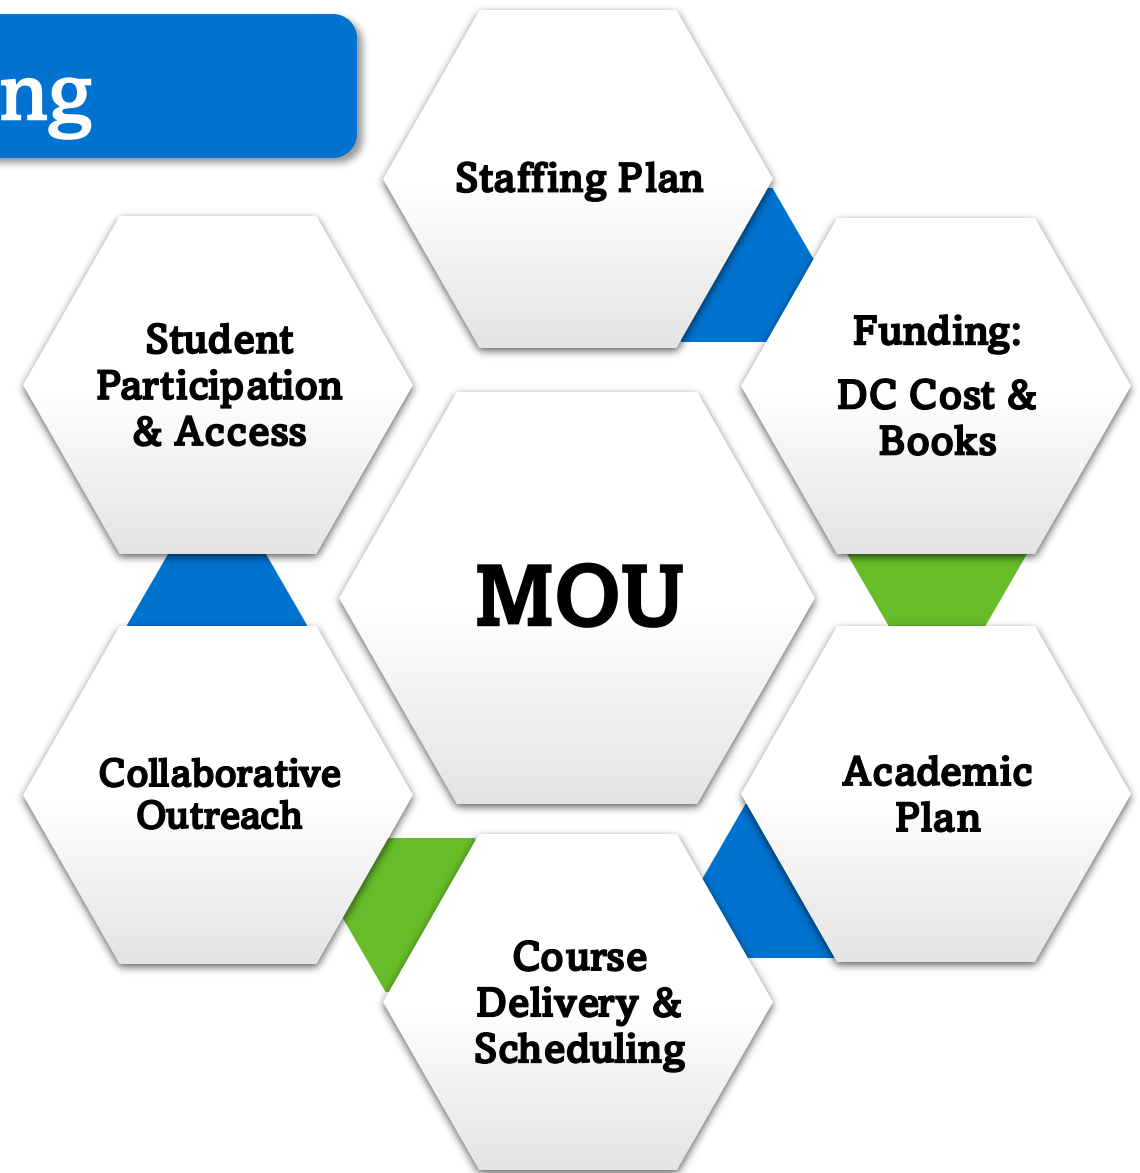 ng
Staffing Plan
Funding:
DC Cost &
Books
Student
Participation
& Access
MOU
Academic
Plan
Collaborative
Outreach
Course
Delivery &
Scheduling